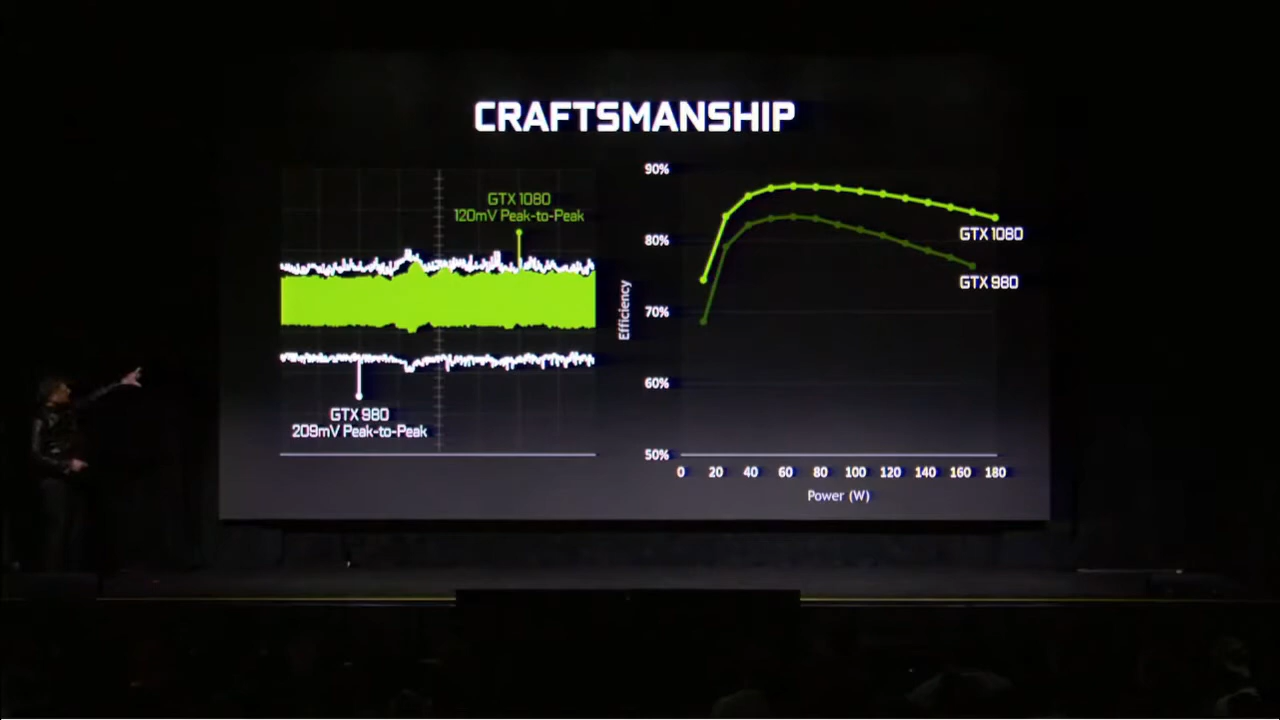 CRAFTSMANSHIP
GTX 1080
120mV Peak-to-Peak
GTX 980
209mV Peak-to-Peak
90%
80%
70%
60%
50%
Efficiency
GTX 1080
GTX 980
0 20 40 60 80 100 120 140 160 180
Power (W)